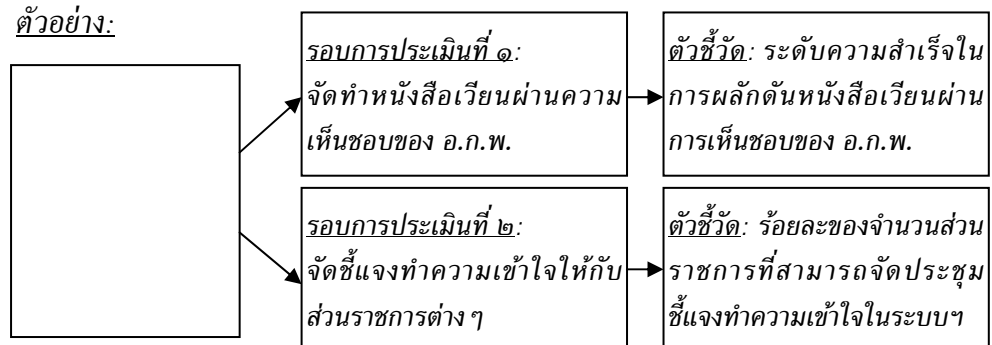 ตัวอย่าง:
รอบการประเมินที่ ๑:
จัดทำหนังสือเวียนผ่านความ
เห็นชอบของ อ.ก.พ.
ตัวชี้วัด: ระดับความสำเร็จใน
การผลักดันหนังสือเวียนผ่าน
การเห็นชอบของ อ.ก.พ.
รอบการประเมินที่ ๒:
จัดชี้แจงทำความเข้าใจให้กับ
ส่วนราชการต่าง ๆ
ตัวชี้วัด: ร้อยละของจำนวนส่วน
ราชการที่สามารถจัดประชุม
ชี้แจงทำความเข้าใจในระบบฯ